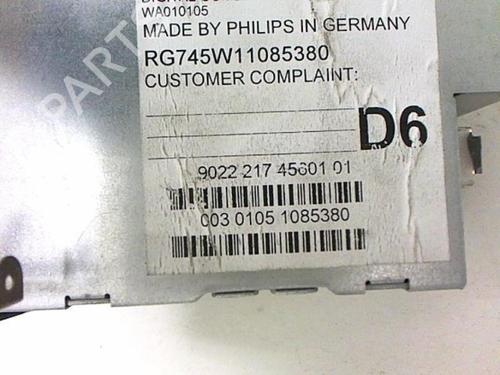 WA010105
MADE BY PHILIPS IN GERMANY
RG745W11085380
CUSTOMER COMPLAINT:
D6
9022 217 45601 01
003 0105 1085380